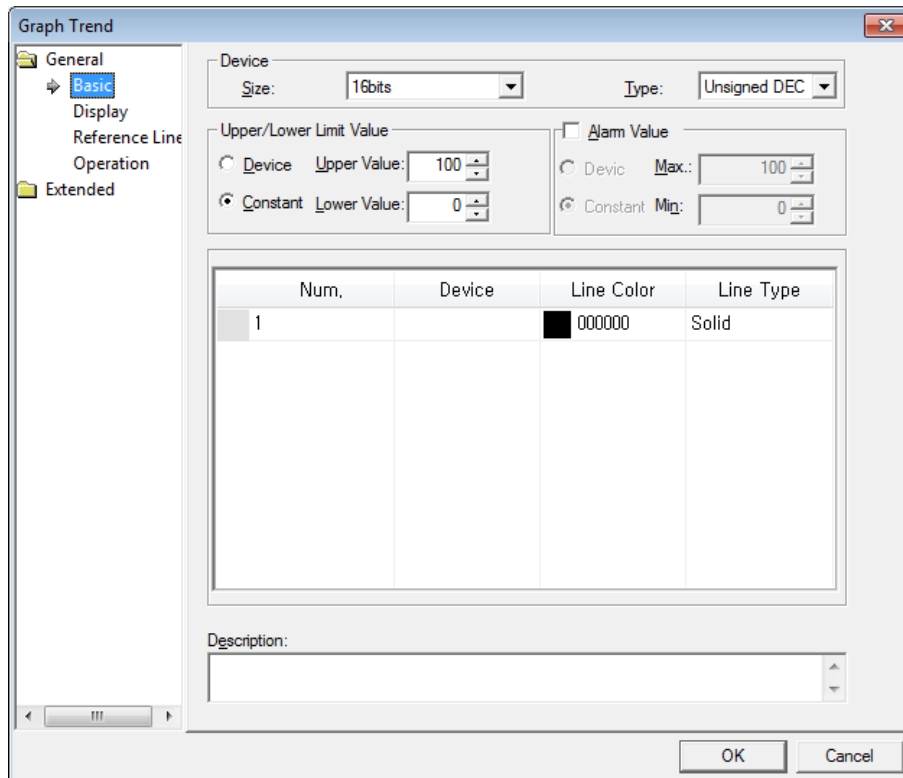 Graph Trend
General
Basic
Display
Reference Line
Operation
Extended
Device
Size: 16bits Type: Unsigned DEC
Upper/Lower Limit Value
Device Upper Value: 100
Constant Lower Value: 0
Alarm Value
Devic Max.: 100
Constant Min: 0
Num. Device Line Color Line Type
1 000000 Solid
Description:
OK Cancel